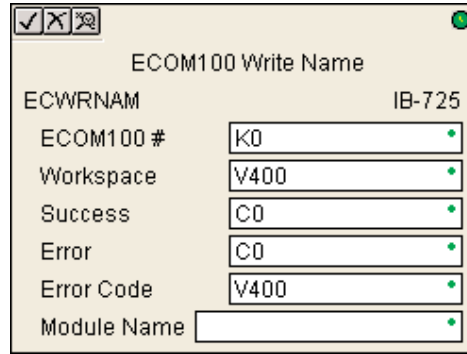 ECOM100 Write Name
ECWRNAM IB-725
ECOM100 # K0
Workspace V400
Success C0
Error C0
Error Code V400
Module Name